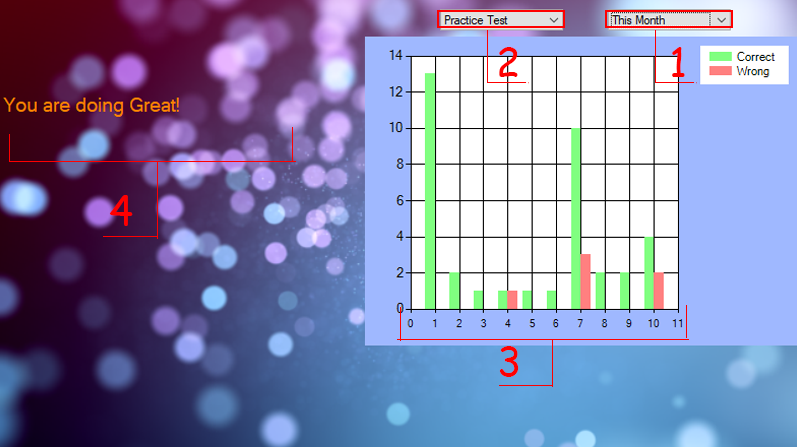 Practice Test
This Month
2
1
Correct
Wrong
You are doing Great!
4
14
12
10
8
6
4
2
0
0 1 2 3 4 5 6 7 8 9 10 11
3